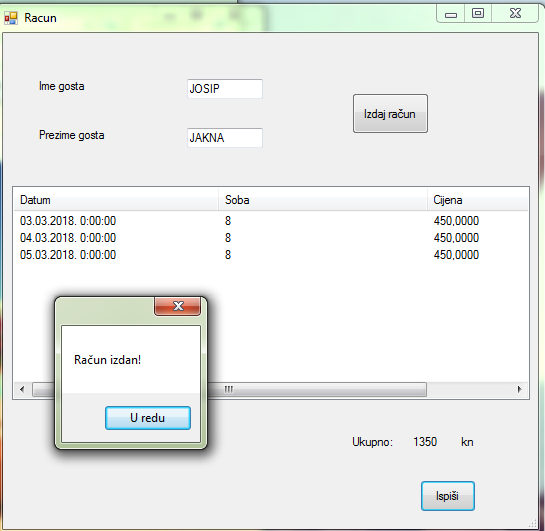 Racun
Ime gosta JOSIP
Izdaj račun
Prezime gosta JAKNA
Datum Soba Cijena
03.03.2018. 0:00:00 8 450,0000
04.03.2018. 0:00:00 8 450,0000
05.03.2018. 0:00:00 8 450,0000
Račun izdan!
U redu
Ukupno: 1350 kn
Ispiši